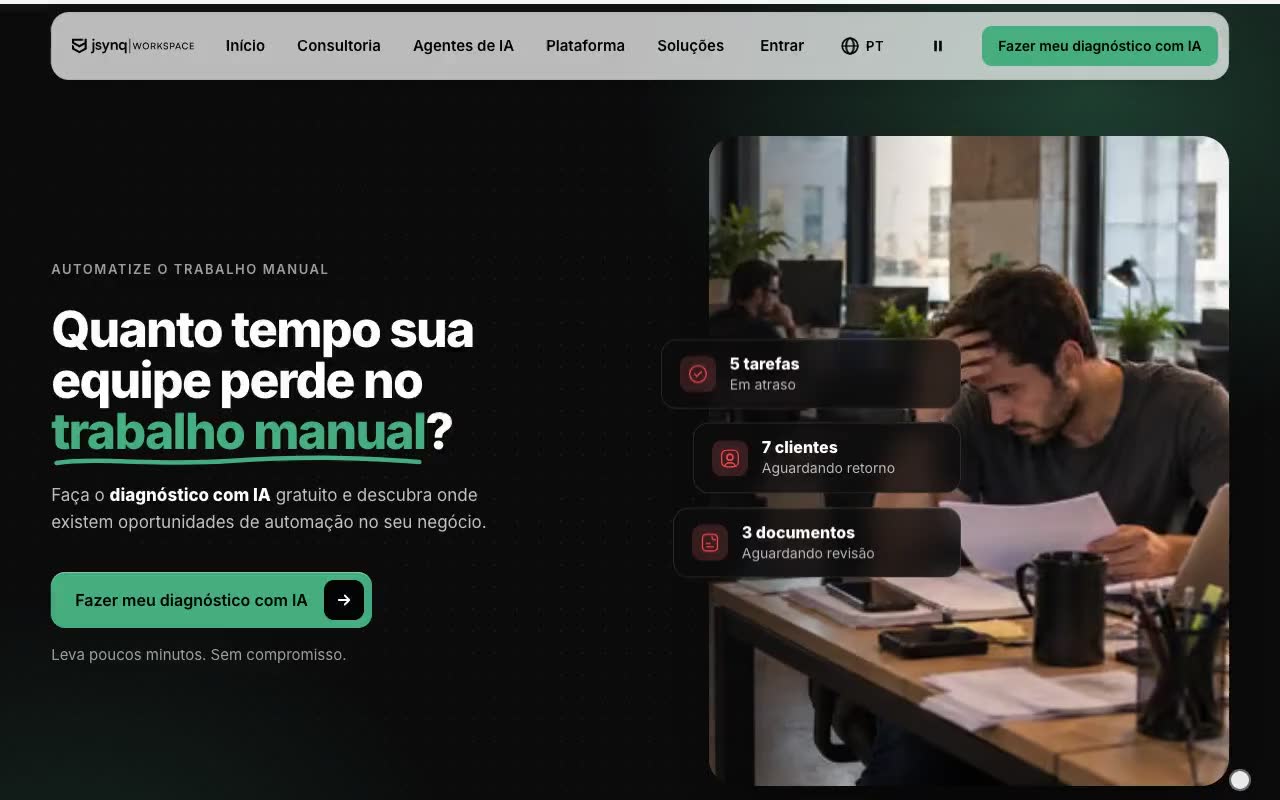 jsynq|WORKSPACE
Início
Consultoria
Agentes de IA
Plataforma
Soluções
Entrar
PT
Fazer meu diagnóstico com IA
AUTOMATIZE O TRABALHO MANUAL
Quanto tempo sua
equipe perde no
trabalho manual?
Faça o diagnóstico com IA gratuito e descubra onde
existem oportunidades de automação no seu negócio.
Fazer meu diagnóstico com IA
Leva poucos minutos. Sem compromisso.
5 tarefas
Em atraso
7 clientes
Aguardando retorno
3 documentos
Aguardando revisão